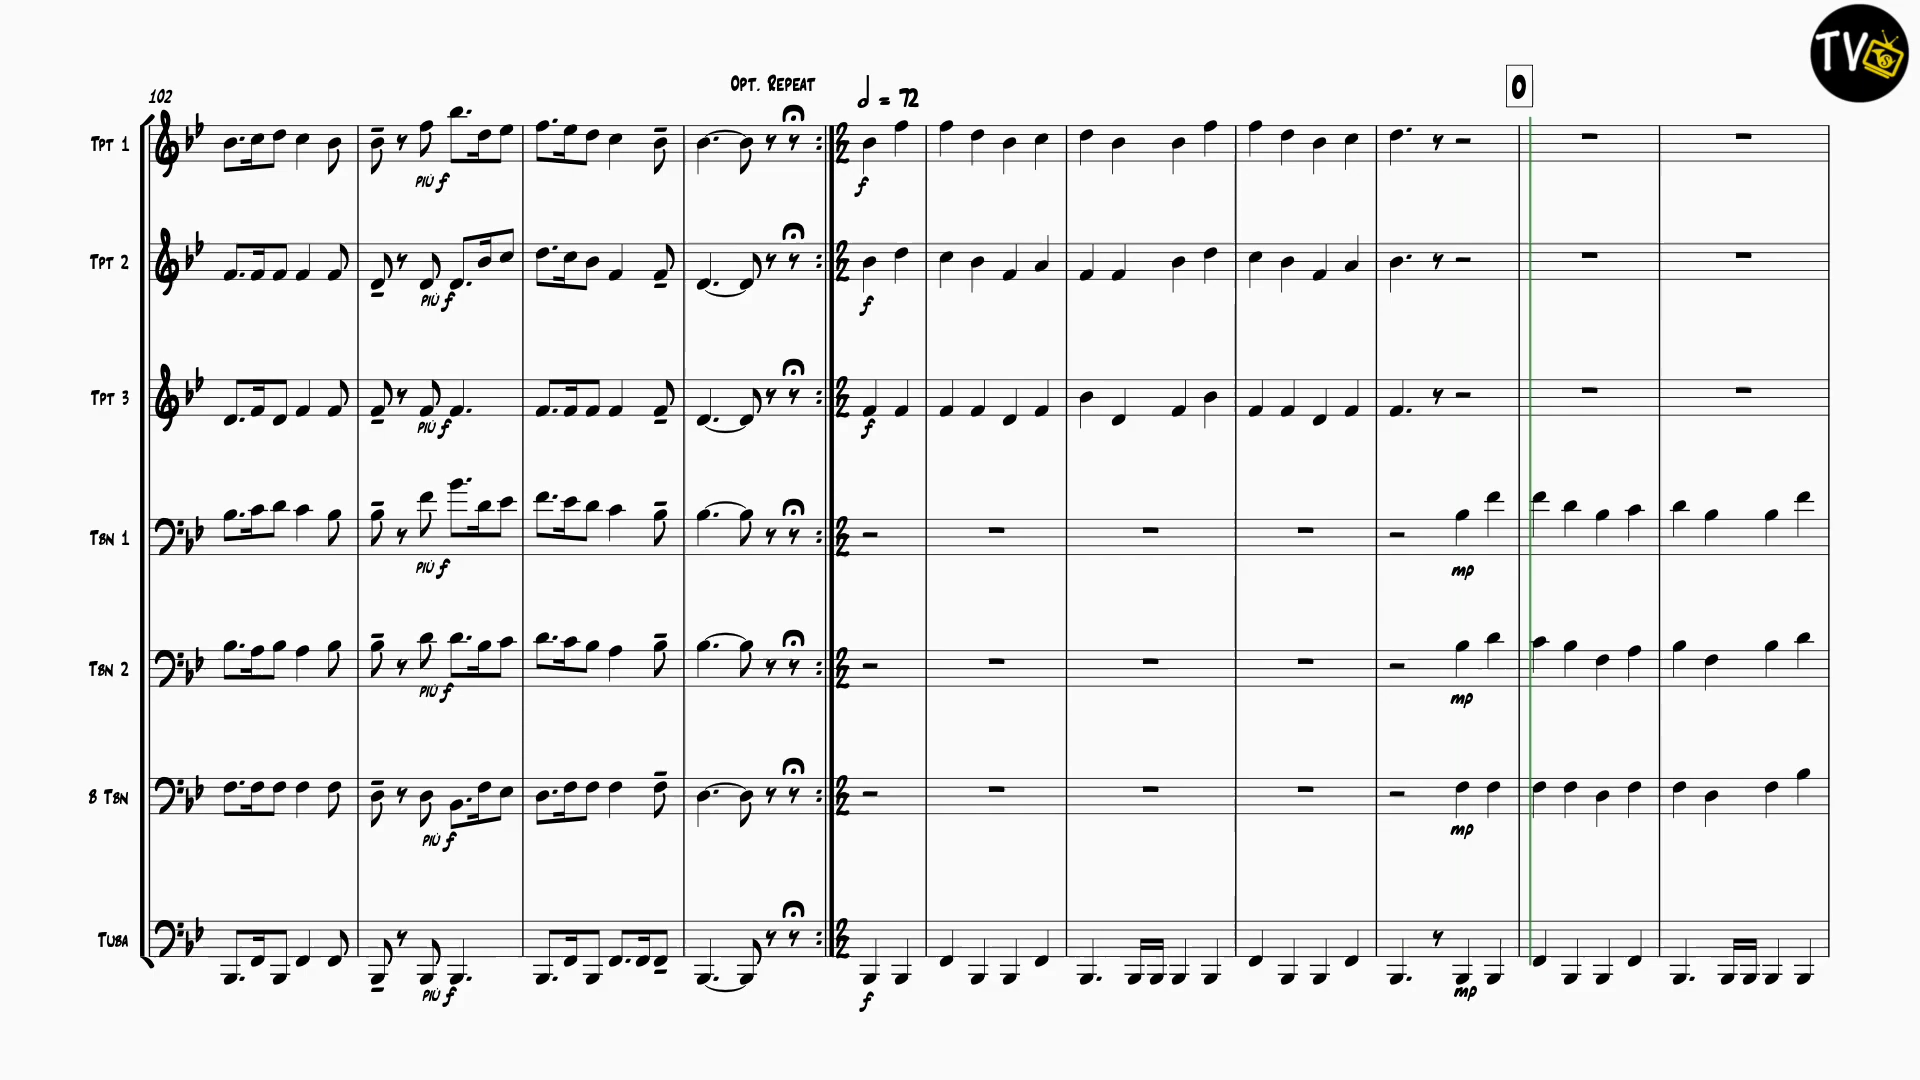 TV
OPT. REPEAT
102
= 72
O
TPT 1
PIÙ f
f
TPT 2
PIÙ f
f
TPT 3
PIÙ f
f
TBN 1
PIÙ f
mp
TBN 2
PIÙ f
mp
B TBN
PIÙ f
mp
TUBA
PIÙ f
f
mp